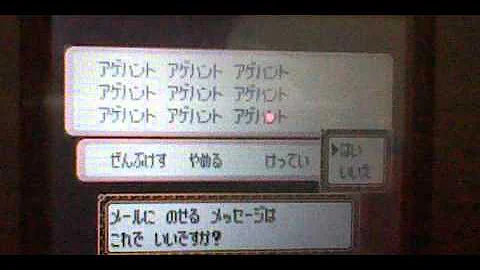 アゲハント アゲハント アゲハント
アゲハント アゲハント アゲハント
アゲハント アゲハント アゲハント
ぜんぶけす やめる けってい
▶はい
いいえ
メールに のせる メッセージは
これで いいですか?